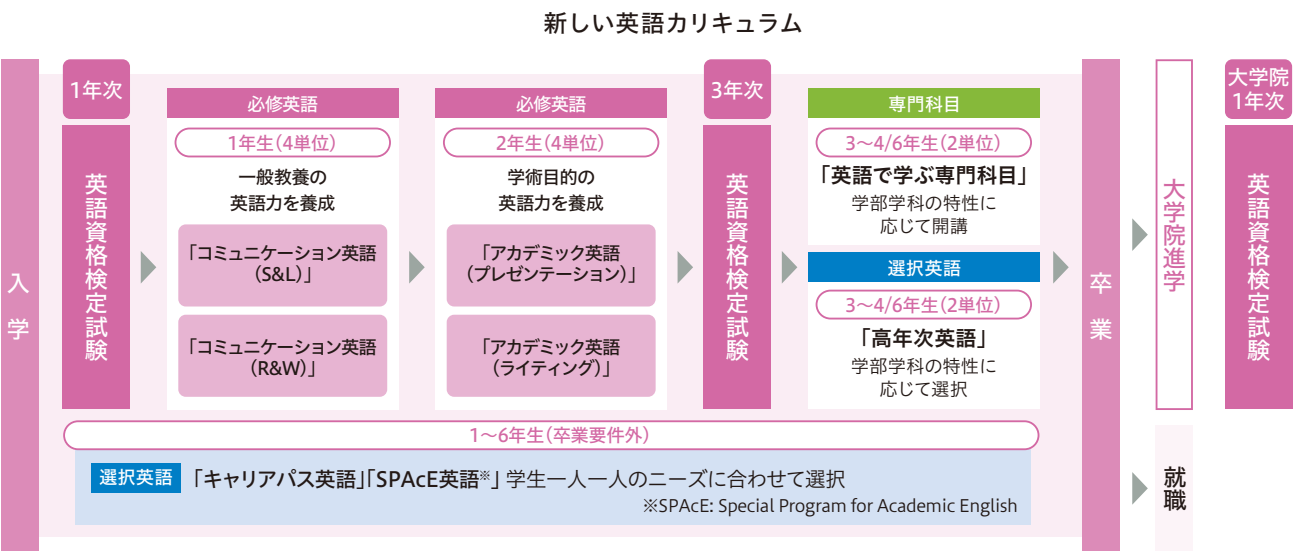 新しい英語カリキュラム
入学
1年次
英語資格検定試験
必修英語
1年生(4単位)
一般教養の
英語力を養成
「コミュニケーション英語
(S&L)」
「コミュニケーション英語
(R&W)」
必修英語
2年生(4単位)
学術目的の
英語力を養成
「アカデミック英語
(プレゼンテーション)」
「アカデミック英語
(ライティング)」
3年次
英語資格検定試験
専門科目
3〜4/6年生(2単位)
「英語で学ぶ専門科目」
学部学科の特性に
応じて開講
選択英語
3〜4/6年生(2単位)
「高年次英語」
学部学科の特性に
応じて選択
1〜6年生(卒業要件外)
選択英語 「キャリアパス英語」「SPAcE英語※」 学生一人一人のニーズに合わせて選択
※SPAcE: Special Program for Academic English
卒業
大学院進学
就職
大学院
1年次
英語資格検定試験